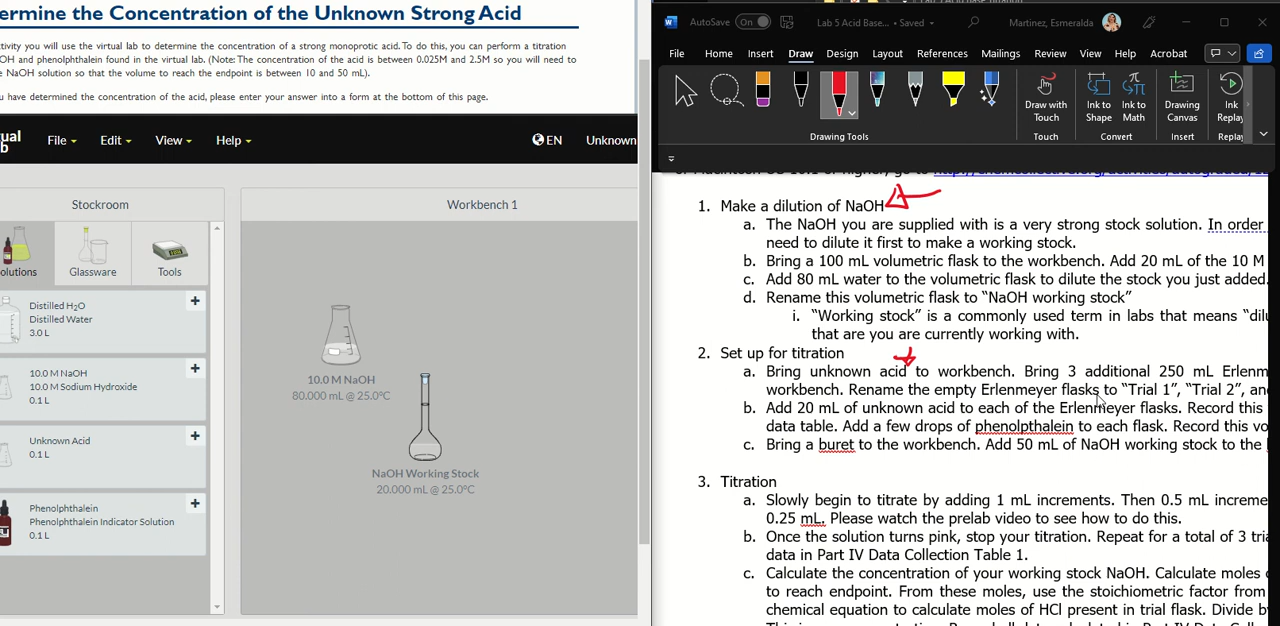 ermine the Concentration of the Unknown Strong Acid
ctivity you will use the virtual lab to determine the concentration of a strong monoprotic acid. To do this, you can perform a titration
OH and phenolphthalein found in the virtual lab. (Note: The concentration of the acid is between 0.025M and 2.5M so you will need to
e NaOH solution so that the volume to reach the endpoint is between 10 and 50 mL).
u have determined the concentration of the acid, please enter your answer into a form at the bottom of this page.
tual
b
File
Edit
View
Help
EN
Unknown
Stockroom
olutions
Glassware
Tools
Distilled H₂O
Distilled Water
3.0 L
10.0 M NaOH
10.0 M Sodium Hydroxide
0.1 L
Unknown Acid
0.1 L
Phenolphthalein
Phenolphthalein Indicator Solution
0.1 L
Workbench 1
10.0 M NaOH
80.000 mL @ 25.0°C
NaOH Working Stock
20.000 mL @ 25.0°C
AutoSave On
Lab 5 Acid Base... • Saved
Martinez, Esmeralda
File Home Insert Draw Design Layout References Mailings Review View Help Acrobat
Draw with Touch
Ink to Shape
Ink to Math
Drawing Canvas
Ink Replay
Drawing Tools
Touch
Convert
Insert
Replay
1. Make a dilution of NaOH
a. The NaOH you are supplied with is a very strong stock solution. In order
need to dilute it first to make a working stock.
b. Bring a 100 mL volumetric flask to the workbench. Add 20 mL of the 10 M
c. Add 80 mL water to the volumetric flask to dilute the stock you just added.
d. Rename this volumetric flask to “NaOH working stock”
i. “Working stock” is a commonly used term in labs that means “dilu
that are you are currently working with.
2. Set up for titration
a. Bring unknown acid to workbench. Bring 3 additional 250 mL Erlenm
workbench. Rename the empty Erlenmeyer flasks to “Trial 1”, “Trial 2”, an
b. Add 20 mL of unknown acid to each of the Erlenmeyer flasks. Record this
data table. Add a few drops of phenolpthalein to each flask. Record this vo
c. Bring a buret to the workbench. Add 50 mL of NaOH working stock to the
3. Titration
a. Slowly begin to titrate by adding 1 mL increments. Then 0.5 mL increme
0.25 mL. Please watch the prelab video to see how to do this.
b. Once the solution turns pink, stop your titration. Repeat for a total of 3 tria
data in Part IV Data Collection Table 1.
c. Calculate the concentration of your working stock NaOH. Calculate moles
to reach endpoint. From these moles, use the stoichiometric factor from
chemical equation to calculate moles of HCl present in trial flask. Divide b